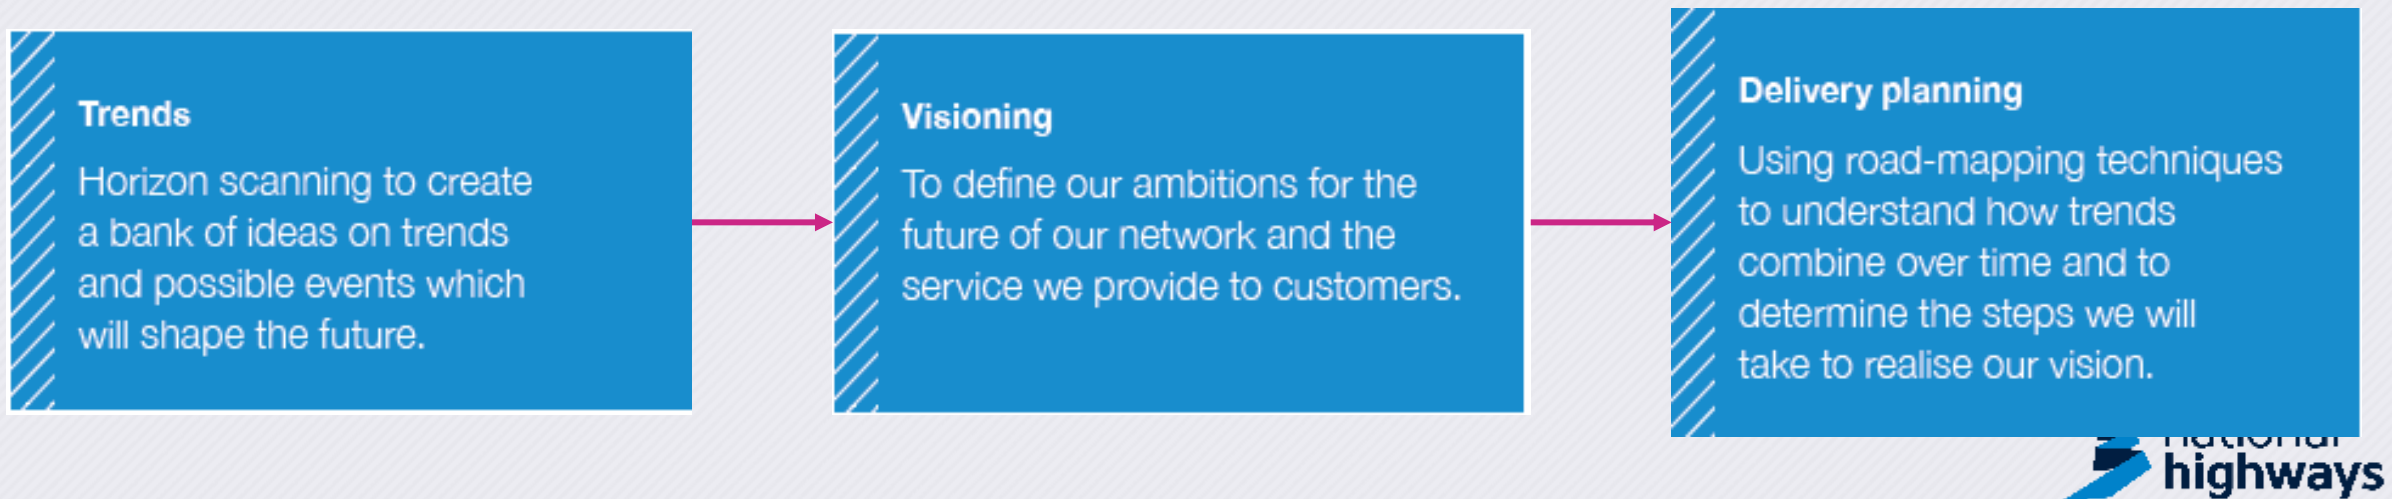 Trends
Horizon scanning to create
a bank of ideas on trends
and possible events which
will shape the future.
Visioning
To define our ambitions for the
future of our network and the
service we provide to customers.
Delivery planning
Using road-mapping techniques
to understand how trends
combine over time and to
determine the steps we will
take to realise our vision.
national
highways